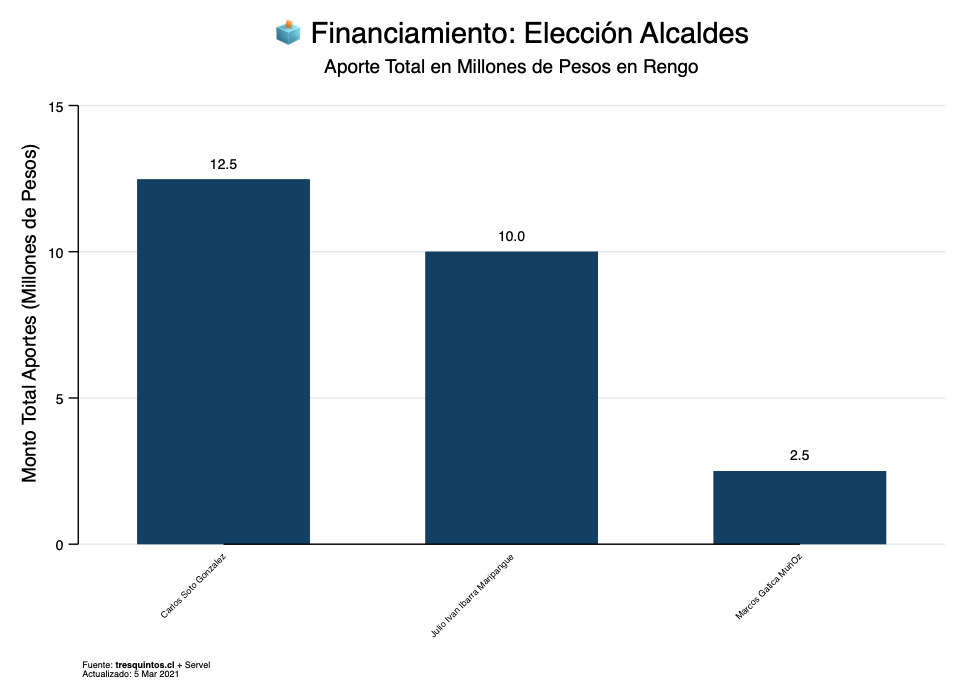 Financiamiento: Elección Alcaldes
Aporte Total en Millones de Pesos en Rengo
Monto Total Aportes (Millones de Pesos)
15
10
5
0
12.5
10.0
2.5
Carlos Soto Gonzalez
Julio Ivan Ibarra Maripangue
Marcos Gatica MuñOz
Fuente: tresquintos.cl + Servel
Actualizado: 5 Mar 2021